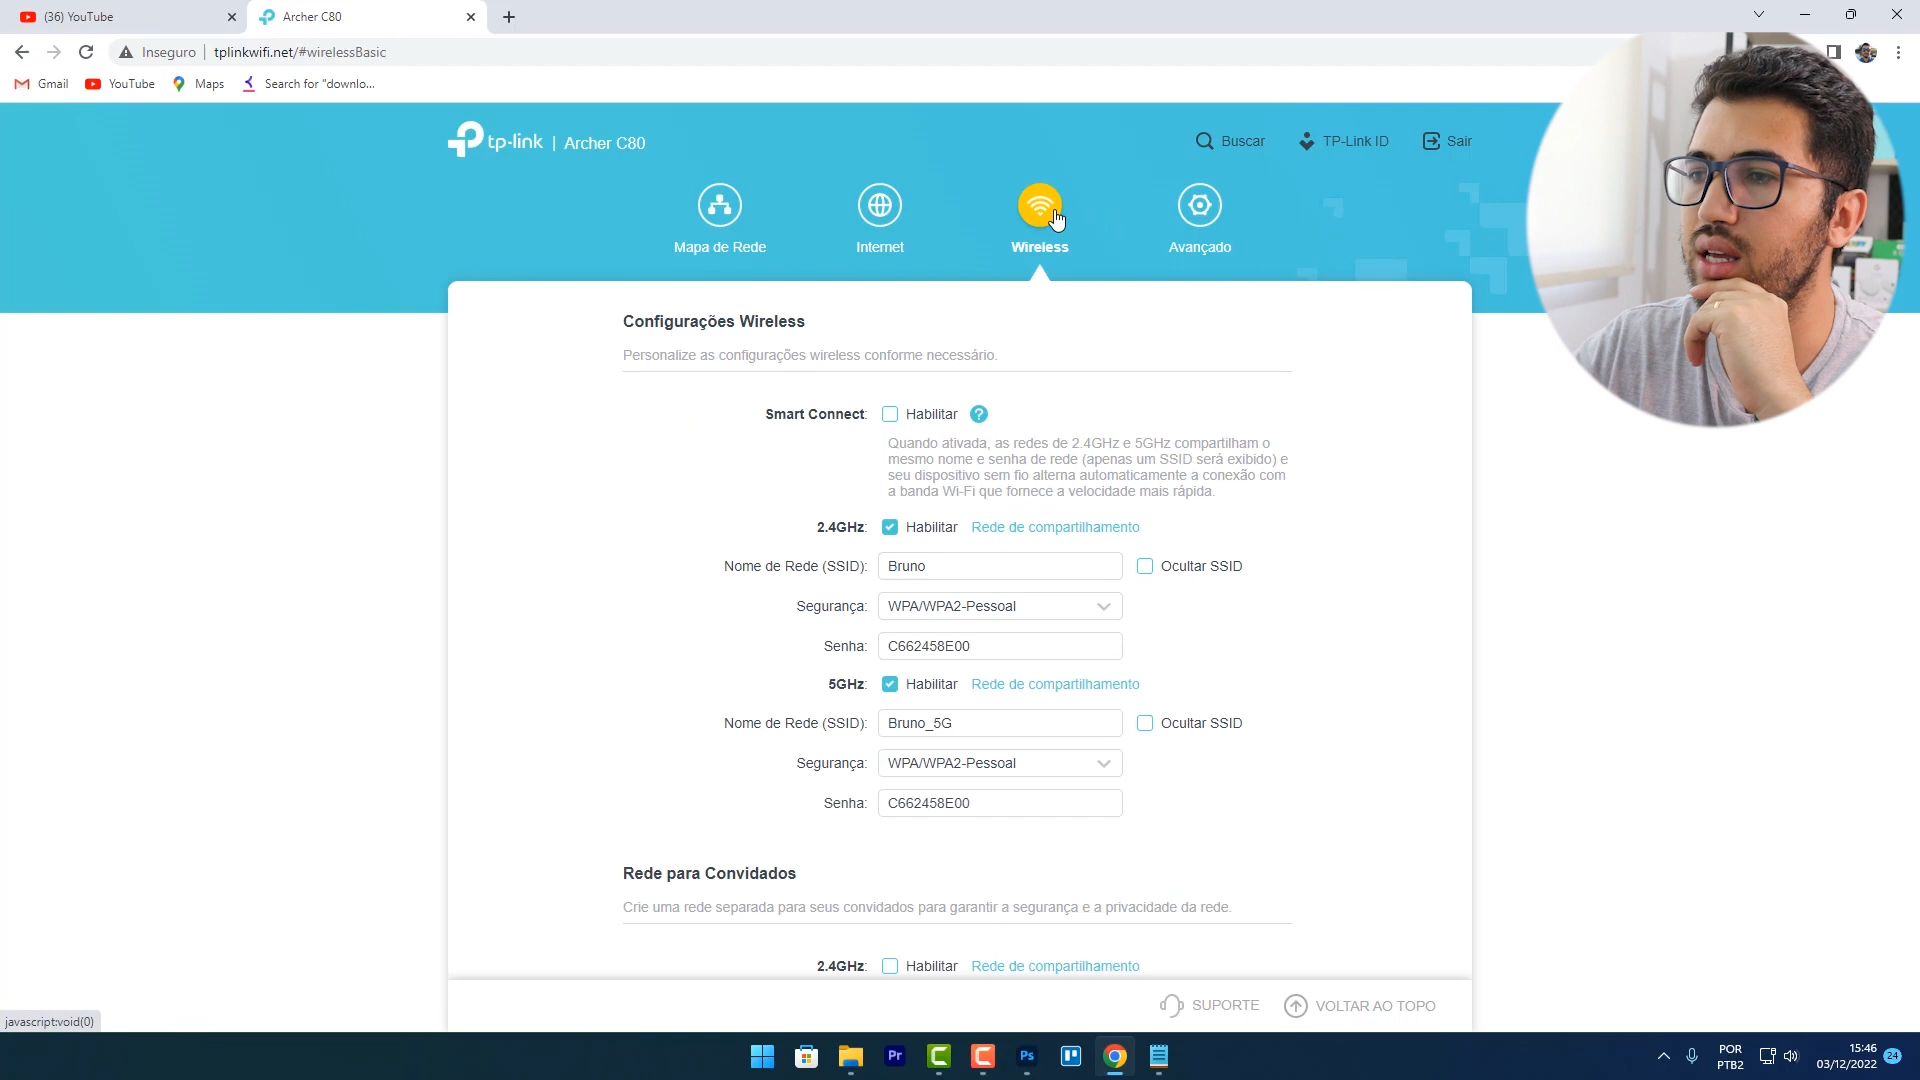 (36) YouTube
Archer C80
Inseguro | tplinkwifi.net/#wirelessBasic
Gmail YouTube Maps Search for "downlo...
tp-link | Archer C80
Buscar TP-Link ID Sair
Mapa de Rede Internet Wireless Avançado
Configurações Wireless
Personalize as configurações wireless conforme necessário.
Smart Connect: Habilitar ?
Quando ativada, as redes de 2.4GHz e 5GHz compartilham o
mesmo nome e senha de rede (apenas um SSID será exibido) e
seu dispositivo sem fio alterna automaticamente a conexão com
a banda Wi-Fi que fornece a velocidade mais rápida.
2.4GHz: Habilitar Rede de compartilhamento
Nome de Rede (SSID): Bruno Ocultar SSID
Segurança: WPA/WPA2-Pessoal
Senha: C662458E00
5GHz: Habilitar Rede de compartilhamento
Nome de Rede (SSID): Bruno_5G Ocultar SSID
Segurança: WPA/WPA2-Pessoal
Senha: C662458E00
Rede para Convidados
Crie uma rede separada para seus convidados para garantir a segurança e a privacidade da rede.
2.4GHz: Habilitar Rede de compartilhamento
SUPORTE VOLTAR AO TOPO
javascript:void(0)
Pr Ps
POR
PTB2
15:46
03/12/2022
24